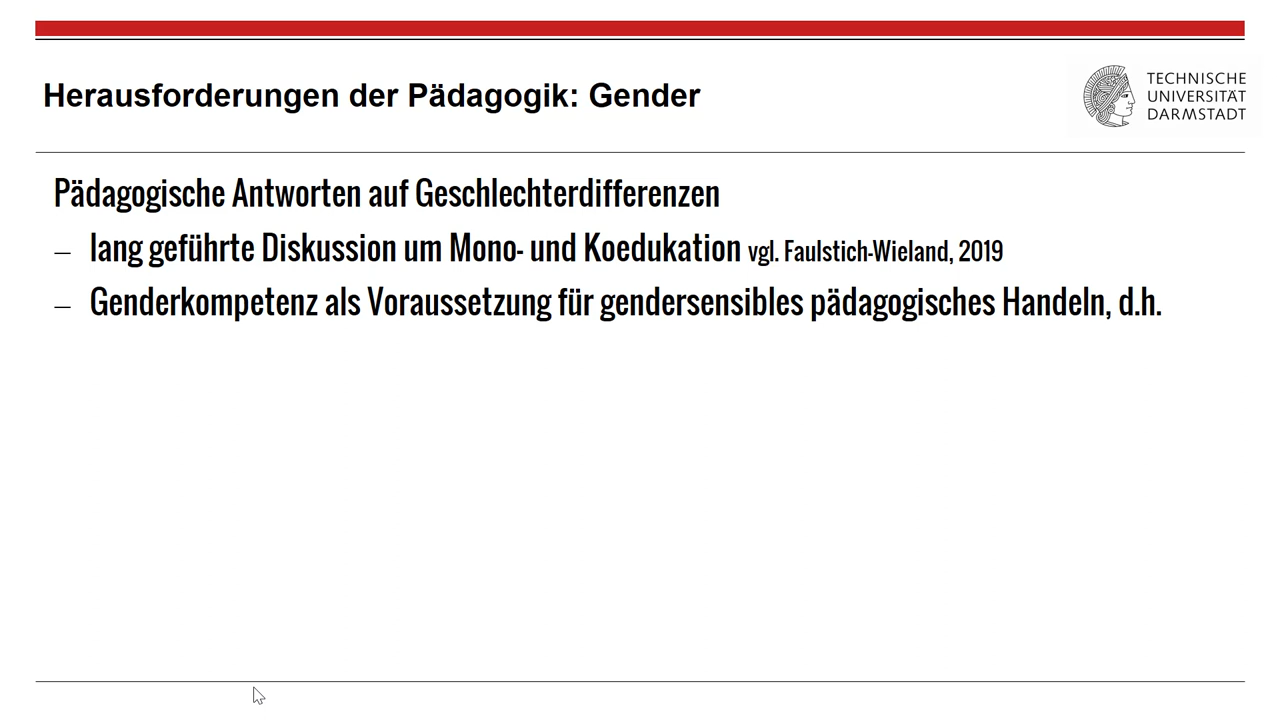 Herausforderungen der Pädagogik: Gender
TECHNISCHE
UNIVERSITÄT
DARMSTADT
Pädagogische Antworten auf Geschlechterdifferenzen
– lang geführte Diskussion um Mono- und Koedukation vgl. Faulstich-Wieland, 2019
– Genderkompetenz als Voraussetzung für gendersensibles pädagogisches Handeln, d.h.